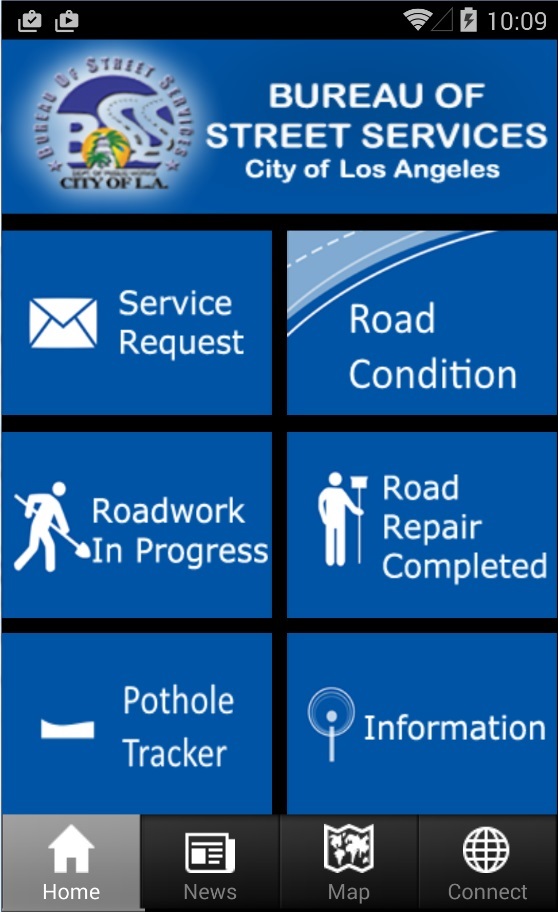 10:09
BUREAU OF STREET SERVICES
CITY OF L.A.
BUREAU OF
STREET SERVICES
City of Los Angeles
Service
Request
Road
Condition
Roadwork
In Progress
Road
Repair
Completed
Pothole
Tracker
Information
Home
News
Map
Connect